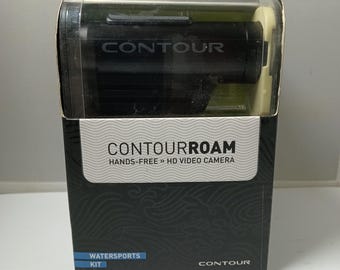 CONTOUR
CONTOURROAM
HANDS-FREE » HD VIDEO CAMERA
WATERSPORTS
KIT
CONTOUR